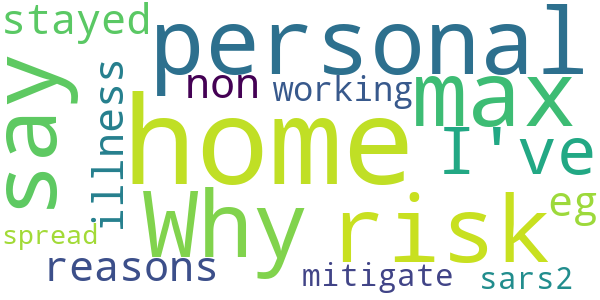 stayed
personal
say
illness
non
working
max
home
I've
Why
risk
eg
spread
reasons
mitigate
sars2